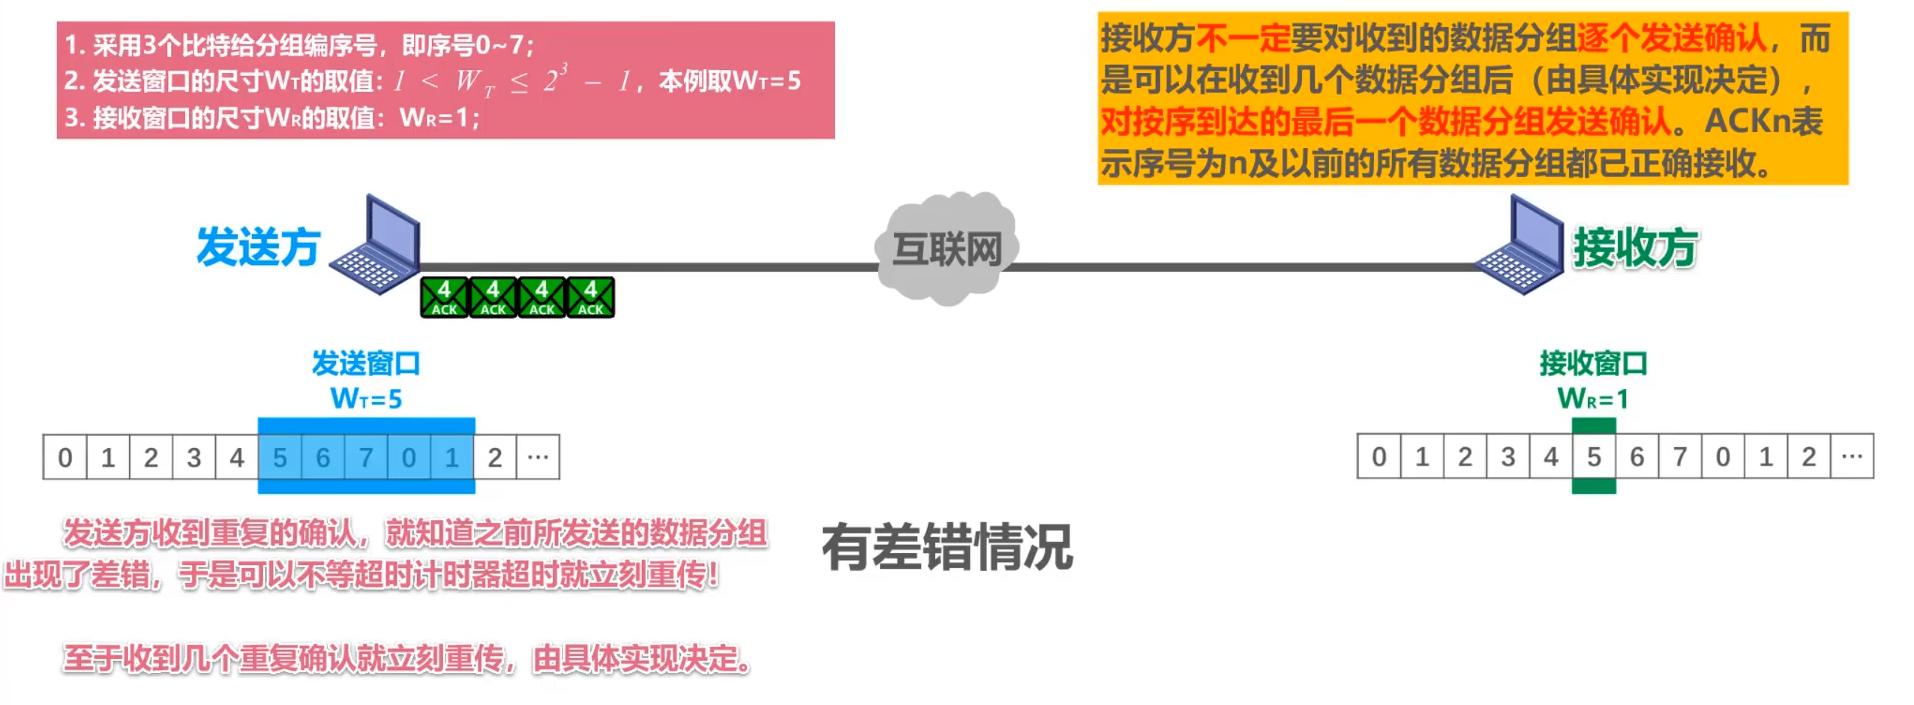 1. 采用3个比特给分组编序号，即序号0~7；
2. 发送窗口的尺寸WT的取值：1 < W_T ≤ 2^3 − 1，本例取WT=5
3. 接收窗口的尺寸WR的取值：WR=1；
接收方不一定要对收到的数据分组逐个发送确认，而
是可以在收到几个数据分组后（由具体实现决定），
对按序到达的最后一个数据分组发送确认。ACKn表
示序号为n及以前的所有数据分组都已正确接收。
发送方
互联网
接收方
4 4 4 4
ACK ACK ACK ACK
发送窗口
WT=5
接收窗口
WR=1
0 1 2 3 4 5 6 7 0 1 2 …
0 1 2 3 4 5 6 7 0 1 2 …
发送方收到重复的确认，就知道之前所发送的数据分组
出现了差错，于是可以不等超时计时器超时就立刻重传！
有差错情况
至于收到几个重复确认就立刻重传，由具体实现决定。